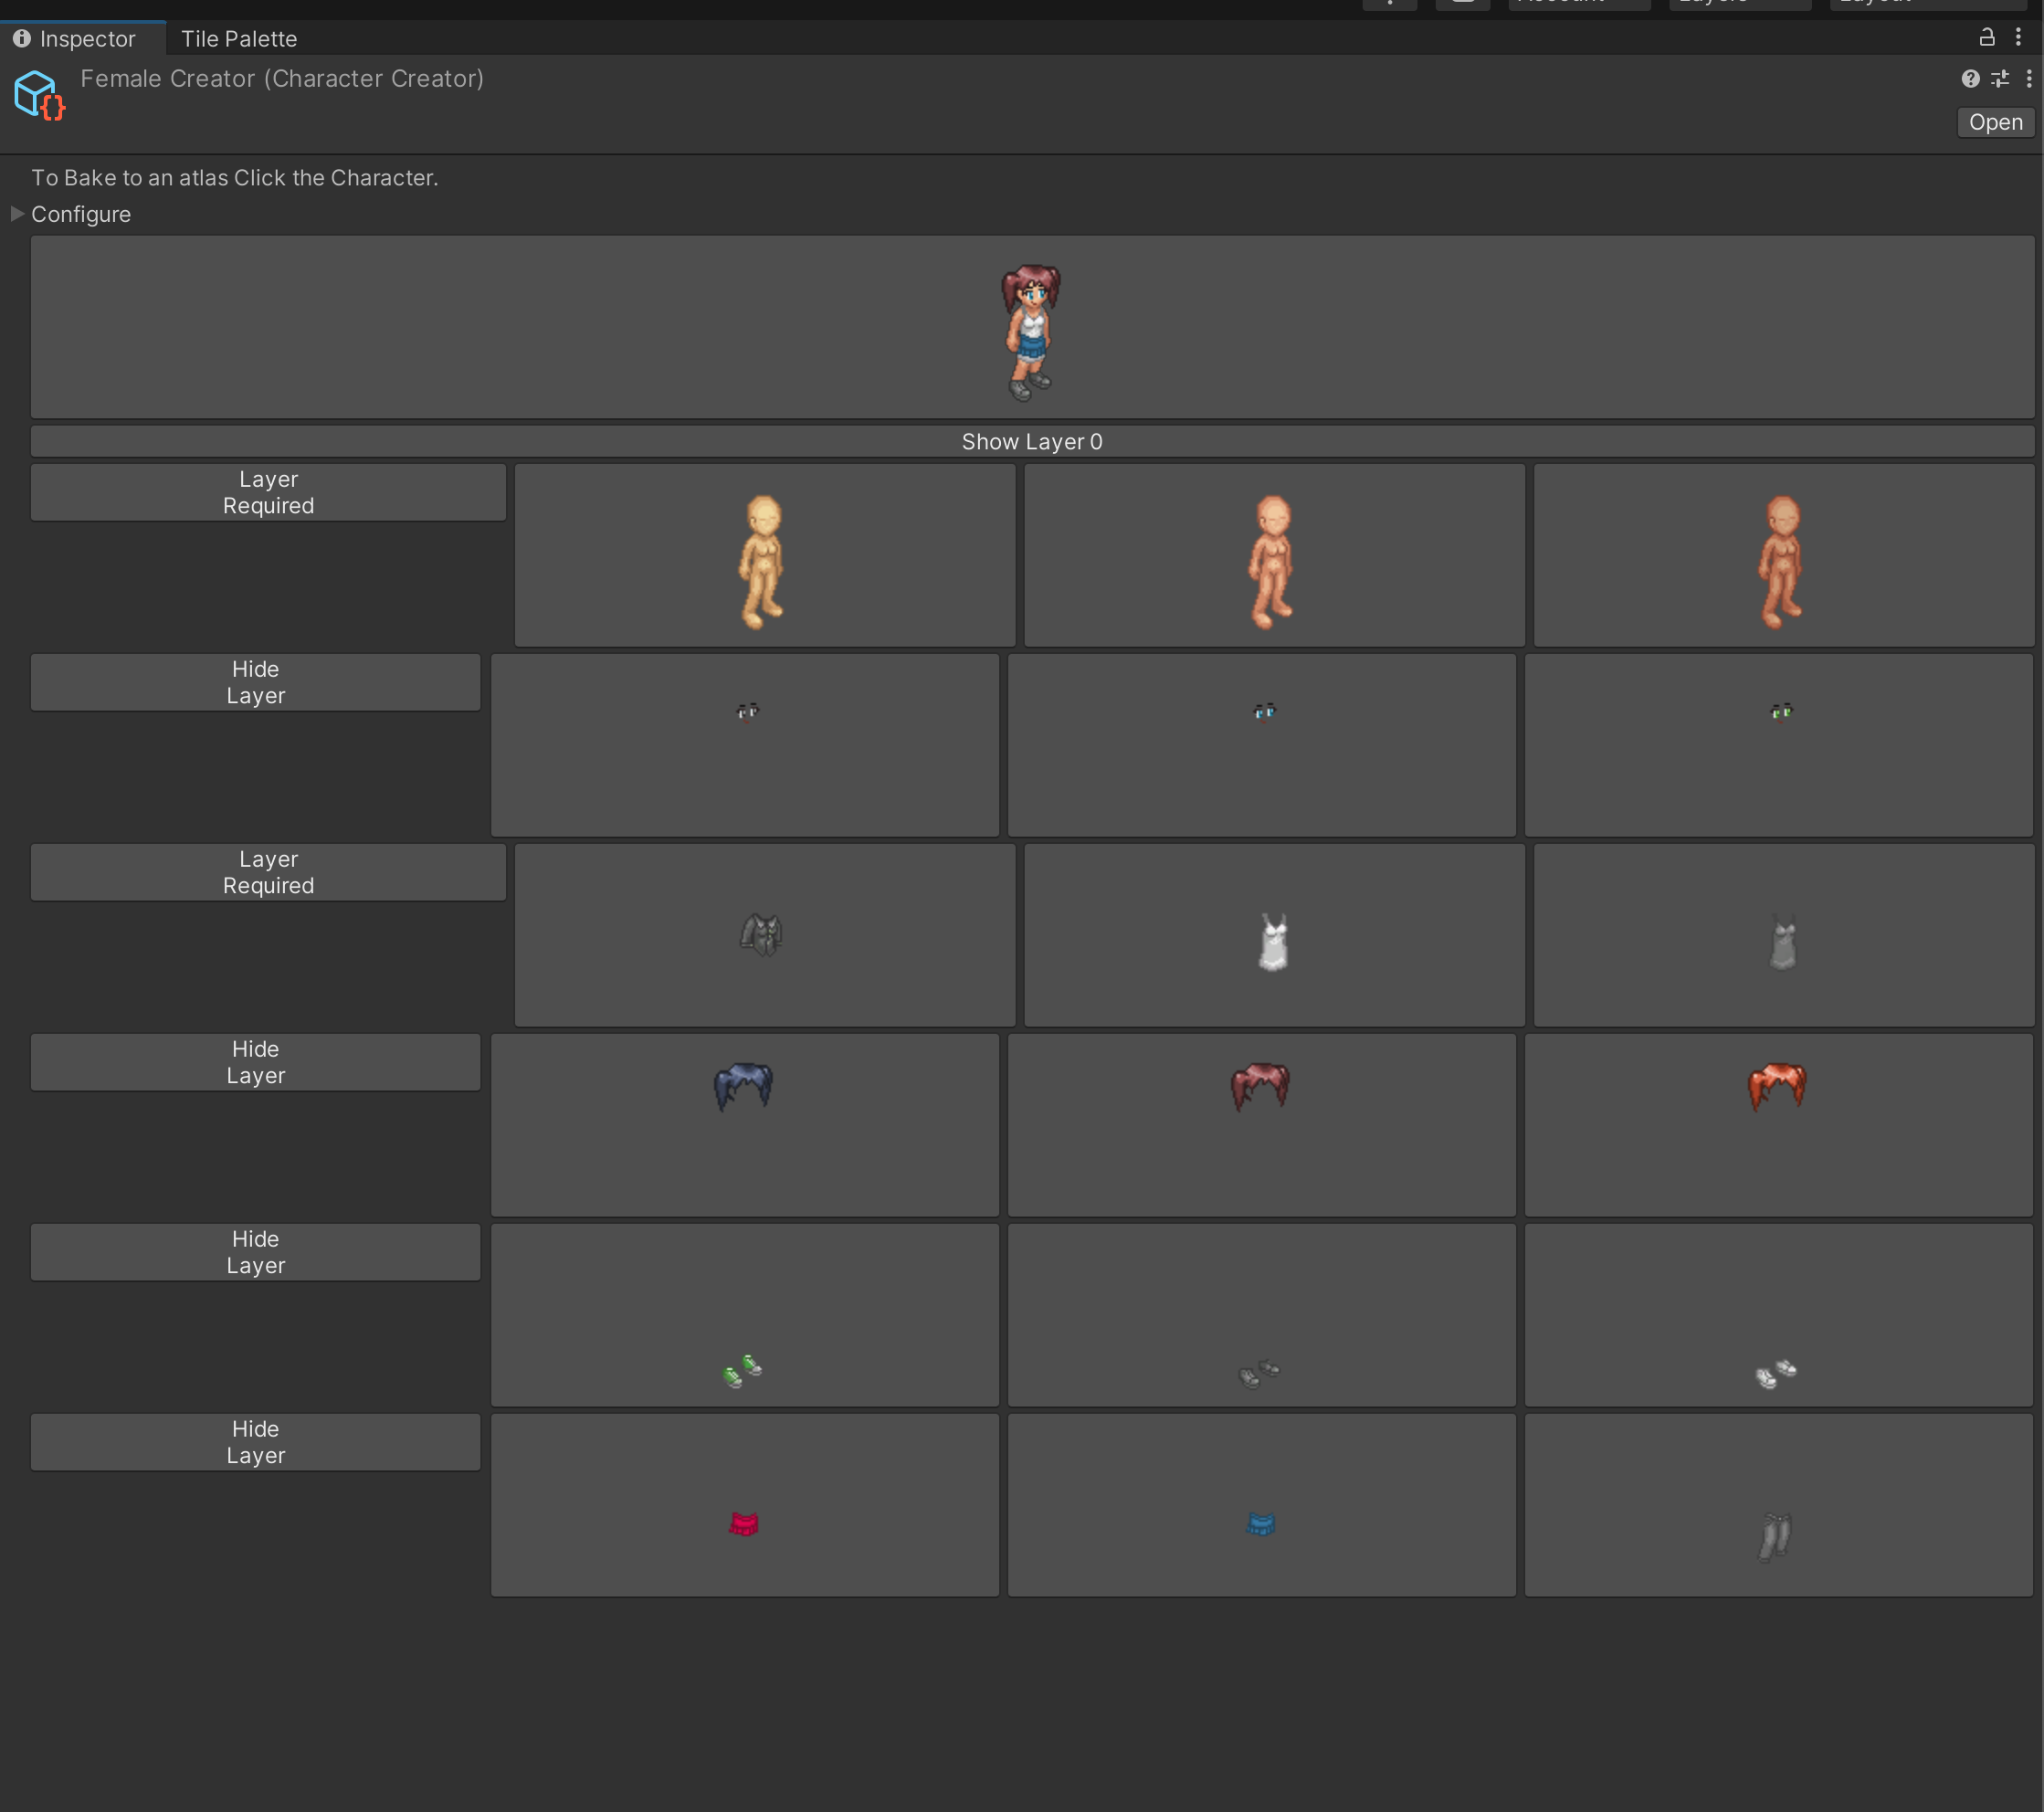 Inspector
Tile Palette
Female Creator (Character Creator)
Open
To Bake to an atlas Click the Character.
Configure
Show Layer 0
Layer
Required
Hide
Layer
Layer
Required
Hide
Layer
Hide
Layer
Hide
Layer